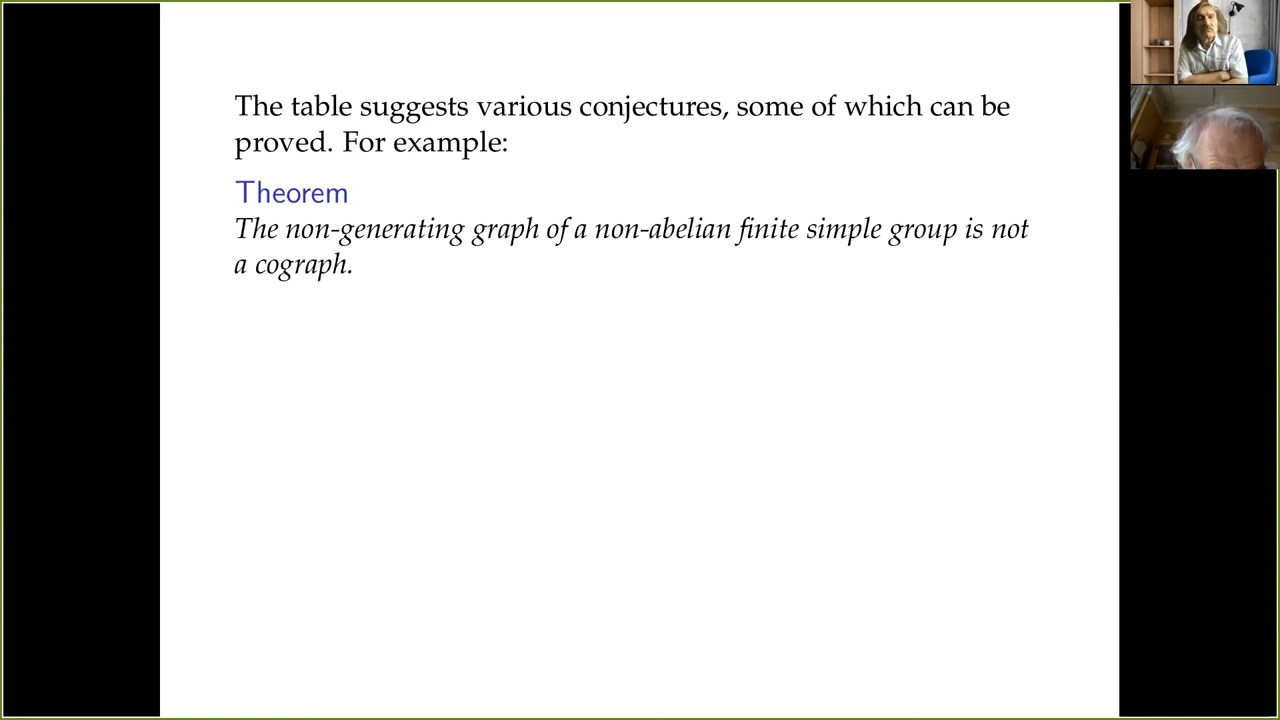 The table suggests various conjectures, some of which can be
proved. For example:
Theorem
The non-generating graph of a non-abelian finite simple group is not
a cograph.